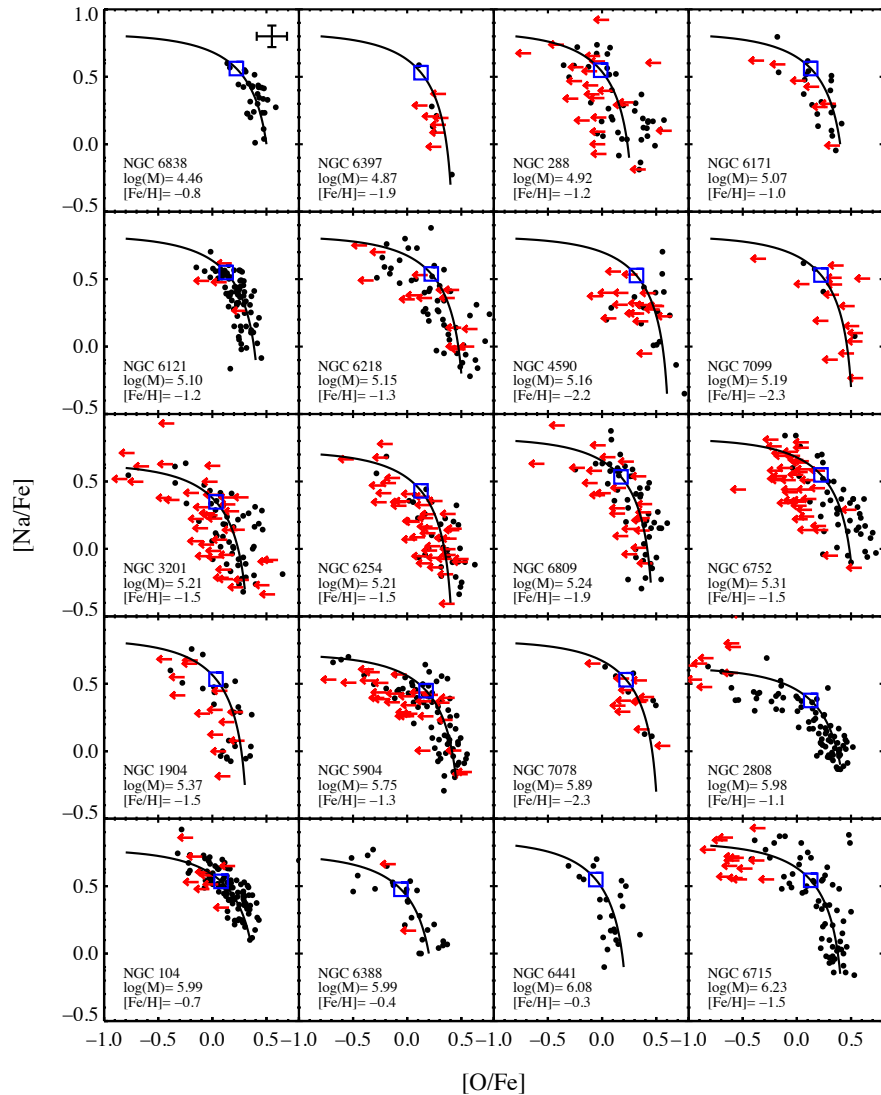 1.0
0.5
0.0
−0.5
NGC 6838
log(M)= 4.46
[Fe/H]= −0.8
NGC 6397
log(M)= 4.87
[Fe/H]= −1.9
NGC 288
log(M)= 4.92
[Fe/H]= −1.2
NGC 6171
log(M)= 5.07
[Fe/H]= −1.0
0.5
0.0
−0.5
NGC 6121
log(M)= 5.10
[Fe/H]= −1.2
NGC 6218
log(M)= 5.15
[Fe/H]= −1.3
NGC 4590
log(M)= 5.16
[Fe/H]= −2.2
NGC 7099
log(M)= 5.19
[Fe/H]= −2.3
[Na/Fe]
0.5
0.0
−0.5
NGC 3201
log(M)= 5.21
[Fe/H]= −1.5
NGC 6254
log(M)= 5.21
[Fe/H]= −1.5
NGC 6809
log(M)= 5.24
[Fe/H]= −1.9
NGC 6752
log(M)= 5.31
[Fe/H]= −1.5
0.5
0.0
−0.5
NGC 1904
log(M)= 5.37
[Fe/H]= −1.5
NGC 5904
log(M)= 5.75
[Fe/H]= −1.3
NGC 7078
log(M)= 5.89
[Fe/H]= −2.3
NGC 2808
log(M)= 5.98
[Fe/H]= −1.1
0.5
0.0
−0.5
NGC 104
log(M)= 5.99
[Fe/H]= −0.7
NGC 6388
log(M)= 5.99
[Fe/H]= −0.4
NGC 6441
log(M)= 6.08
[Fe/H]= −0.3
NGC 6715
log(M)= 6.23
[Fe/H]= −1.5
−1.0 −0.5 0.0 0.5 −1.0 −0.5 0.0 0.5 −1.0 −0.5 0.0 0.5 −1.0 −0.5 0.0 0.5
[O/Fe]